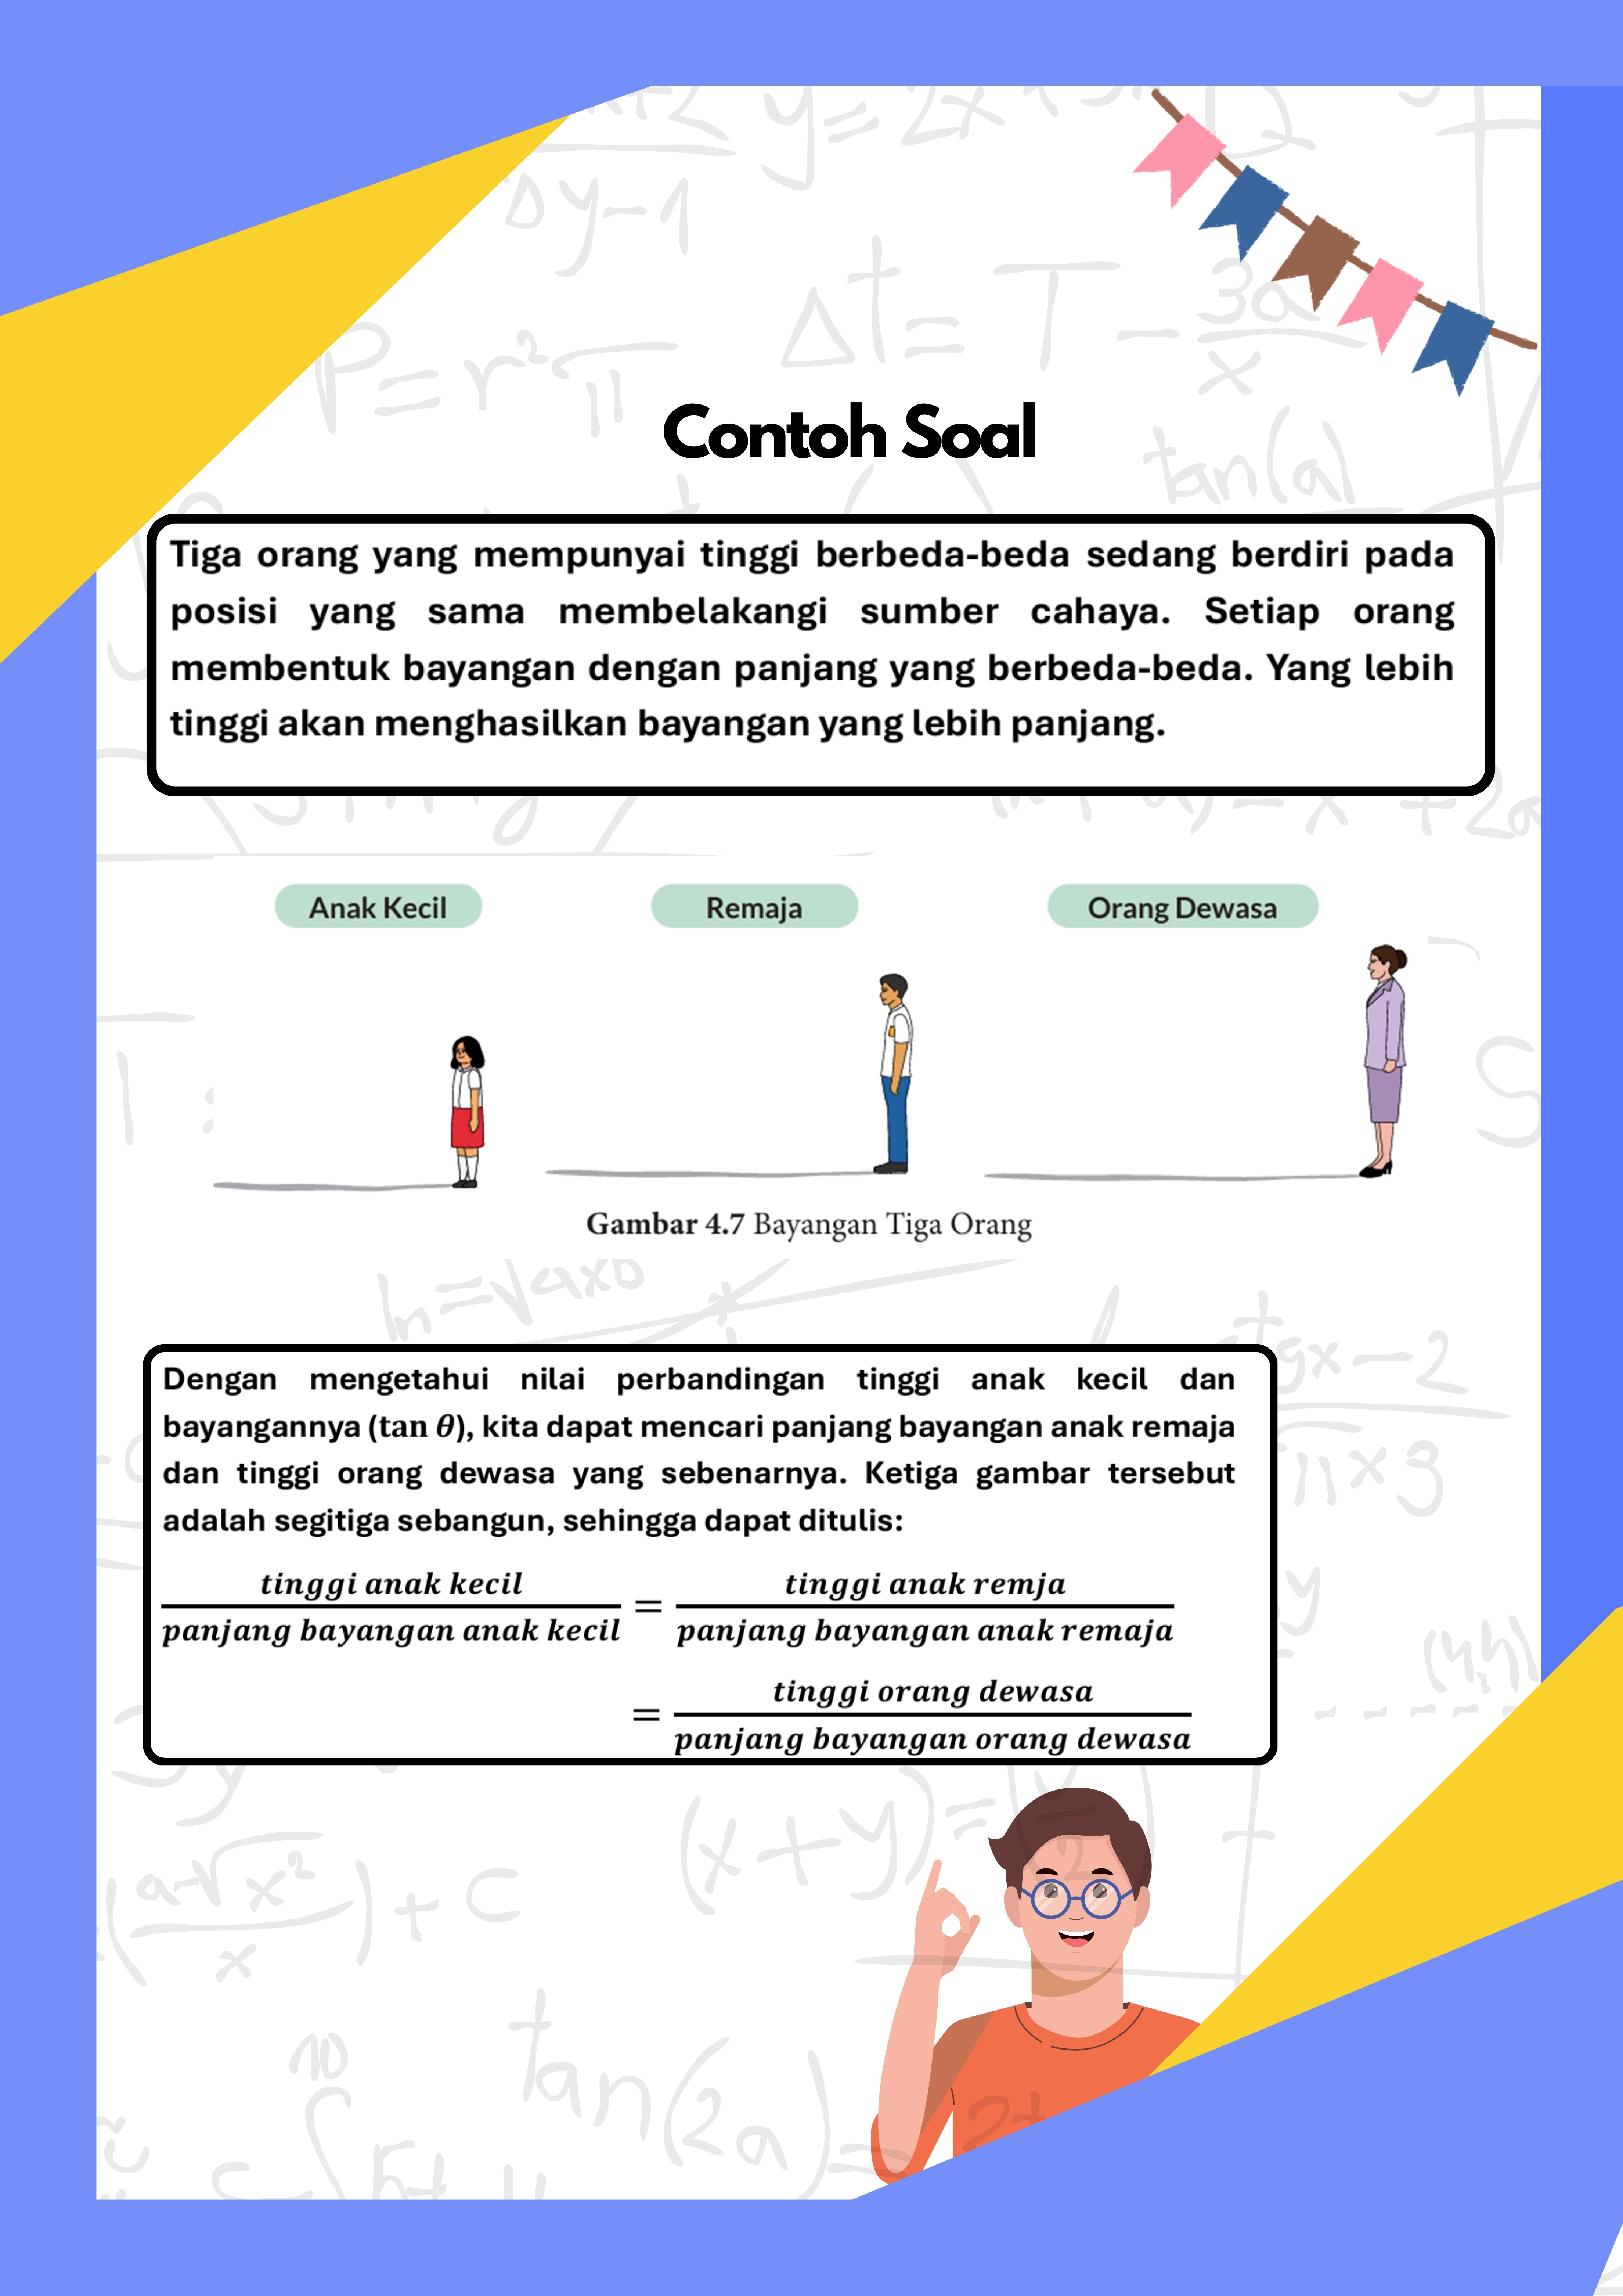 Contoh Soal
Tiga orang yang mempunyai tinggi berbeda-beda sedang berdiri pada
posisi yang sama membelakangi sumber cahaya. Setiap orang
membentuk bayangan dengan panjang yang berbeda-beda. Yang lebih
tinggi akan menghasilkan bayangan yang lebih panjang.
Anak Kecil
Remaja
Orang Dewasa
Gambar 4.7 Bayangan Tiga Orang
Dengan mengetahui nilai perbandingan tinggi anak kecil dan
bayangannya (tan θ), kita dapat mencari panjang bayangan anak remaja
dan tinggi orang dewasa yang sebenarnya. Ketiga gambar tersebut
adalah segitiga sebangun, sehingga dapat ditulis:
tinggi anak kecil / panjang bayangan anak kecil = tinggi anak remja / panjang bayangan anak remaja
= tinggi orang dewasa / panjang bayangan orang dewasa